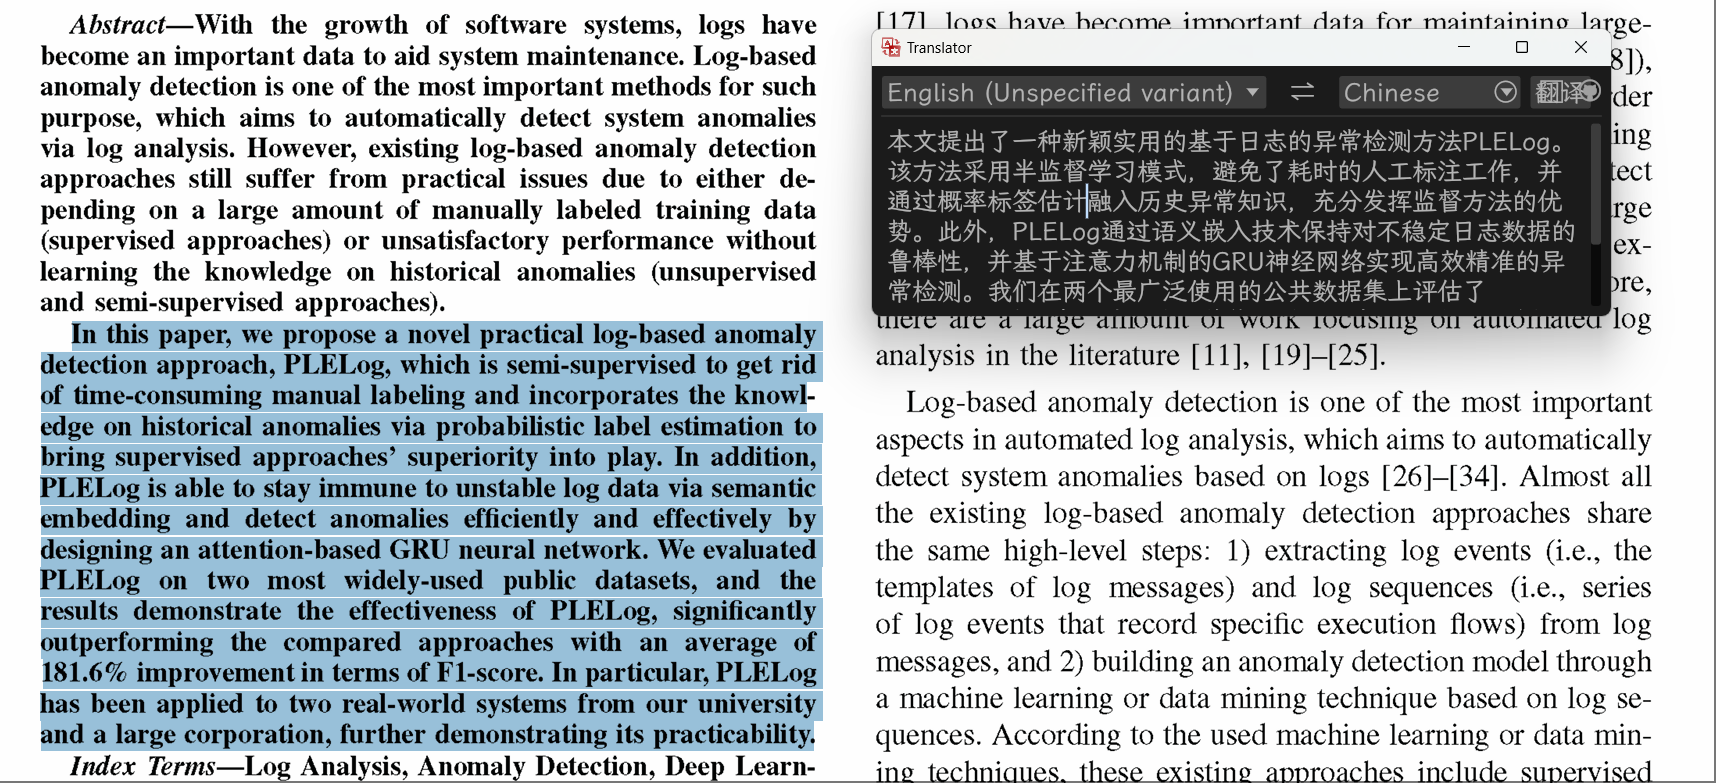 Abstract—With the growth of software systems, logs have
become an important data to aid system maintenance. Log-based
anomaly detection is one of the most important methods for such
purpose, which aims to automatically detect system anomalies
via log analysis. However, existing log-based anomaly detection
approaches still suffer from practical issues due to either de-
pending on a large amount of manually labeled training data
(supervised approaches) or unsatisfactory performance without
learning the knowledge on historical anomalies (unsupervised
and semi-supervised approaches).
In this paper, we propose a novel practical log-based anomaly
detection approach, PLELog, which is semi-supervised to get rid
of time-consuming manual labeling and incorporates the knowl-
edge on historical anomalies via probabilistic label estimation to
bring supervised approaches’ superiority into play. In addition,
PLELog is able to stay immune to unstable log data via semantic
embedding and detect anomalies efficiently and effectively by
designing an attention-based GRU neural network. We evaluated
PLELog on two most widely-used public datasets, and the
results demonstrate the effectiveness of PLELog, significantly
outperforming the compared approaches with an average of
181.6% improvement in terms of F1-score. In particular, PLELog
has been applied to two real-world systems from our university
and a large corporation, further demonstrating its practicability.
Index Terms—Log Analysis, Anomaly Detection, Deep Learn-
[17], logs have become important data for maintaining large-
Translator
8]),
English (Unspecified variant)
Chinese
翻译
rder
本文提出了一种新颖实用的基于日志的异常检测方法PLELog。
ing
该方法采用半监督学习模式，避免了耗时的人工标注工作，并
tect
通过概率标签估计融入历史异常知识，充分发挥监督方法的优
rge
势。此外，PLELog通过语义嵌入技术保持对不稳定日志数据的
ex-
鲁棒性，并基于注意力机制的GRU神经网络实现高效精准的异
ore,
常检测。我们在两个最广泛使用的公共数据集上评估了
there are a large amount of work focusing on automated log
analysis in the literature [11], [19]–[25].
Log-based anomaly detection is one of the most important
aspects in automated log analysis, which aims to automatically
detect system anomalies based on logs [26]–[34]. Almost all
the existing log-based anomaly detection approaches share
the same high-level steps: 1) extracting log events (i.e., the
templates of log messages) and log sequences (i.e., series
of log events that record specific execution flows) from log
messages, and 2) building an anomaly detection model through
a machine learning or data mining technique based on log se-
quences. According to the used machine learning or data min-
ing techniques, these existing approaches include supervised